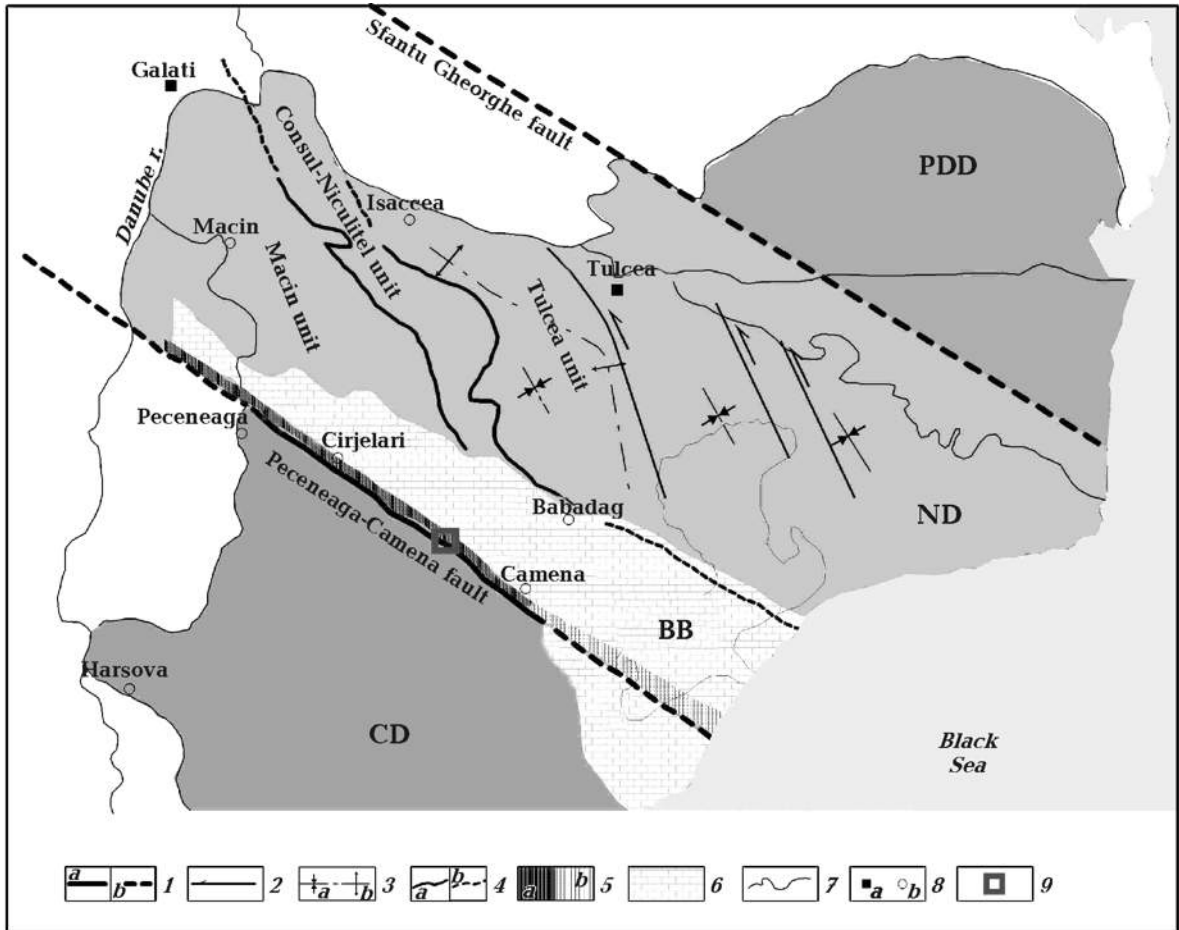 Galati
Sfantu Gheorghe fault
PDD
Consul-Niculitel unit
Danube r.
Isaccea
Macin
Macin unit
Tulcea
Tulcea unit
Peceneaga
Cirjelari
Peceneaga-Camena fault
Babadag
ND
Camena
BB
Harsova
CD
Black
Sea
a b 1 2 a b 3 a b 4 a b 5 6 7 a b 8 9